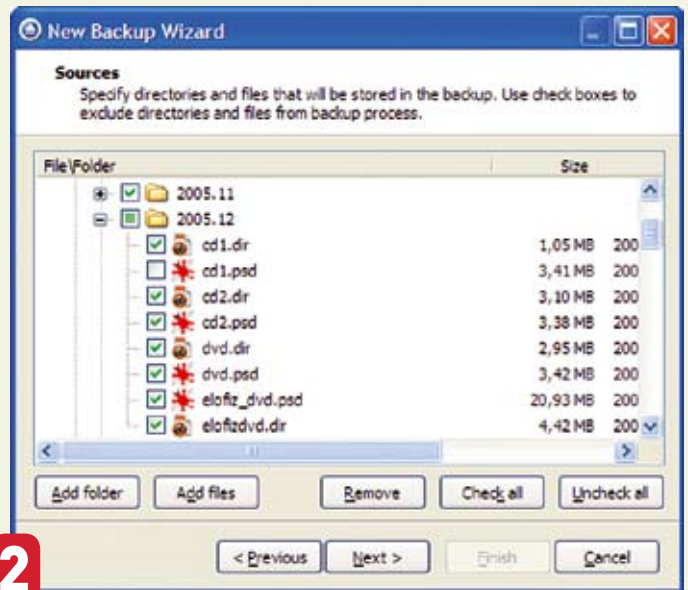 New Backup Wizard
Sources
Specify directories and files that will be stored in the backup. Use check boxes to
exclude directories and files from backup process.
File\Folder Size
2005.11
2005.12
cd1.dir 1,05 MB 200
cd1.psd 3,41 MB 200
cd2.dir 3,10 MB 200
cd2.psd 3,38 MB 200
dvd.dir 2,95 MB 200
dvd.psd 3,42 MB 200
elofiz_dvd.psd 20,93 MB 200
elofizdvd.dir 4,42 MB 200
Add folder Add files Remove Check all Uncheck all
< Previous Next > Finish Cancel
2